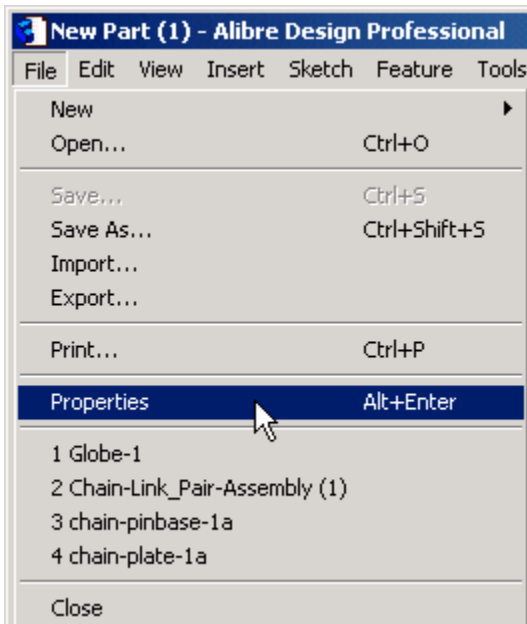 New Part (1) - Alibre Design Professional
File Edit View Insert Sketch Feature Tools
New
Open... Ctrl+O
Save... Ctrl+S
Save As... Ctrl+Shift+S
Import...
Export...
Print... Ctrl+P
Properties Alt+Enter
1 Globe-1
2 Chain-Link_Pair-Assembly (1)
3 chain-pinbase-1a
4 chain-plate-1a
Close